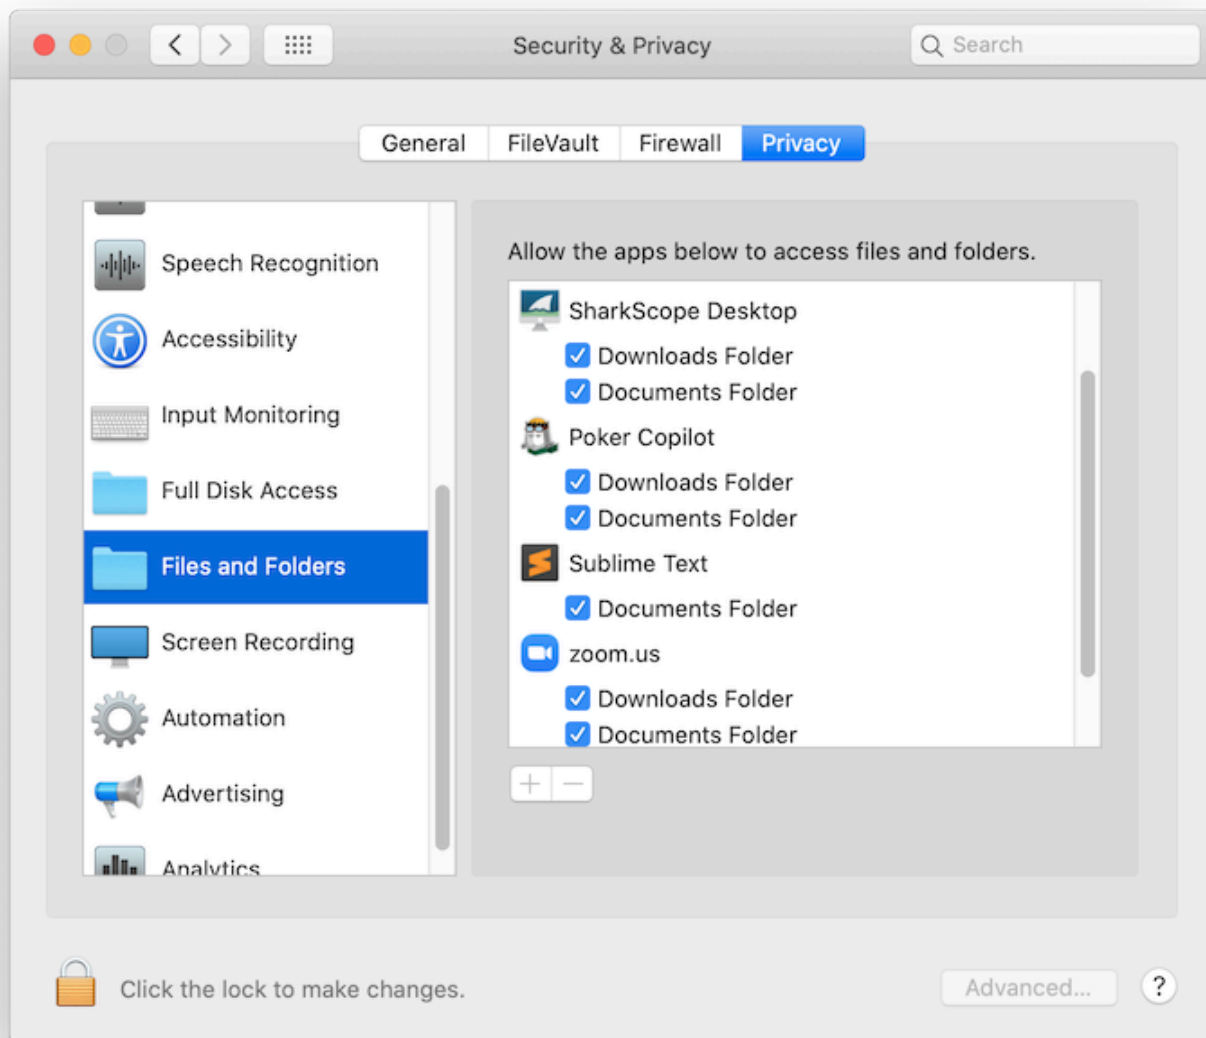 Security & Privacy
Search
General
FileVault
Firewall
Privacy
Speech Recognition
Accessibility
Input Monitoring
Full Disk Access
Files and Folders
Screen Recording
Automation
Advertising
Analytics
Allow the apps below to access files and folders.
SharkScope Desktop
Downloads Folder
Documents Folder
Poker Copilot
Downloads Folder
Documents Folder
Sublime Text
Documents Folder
zoom.us
Downloads Folder
Documents Folder
Click the lock to make changes.
Advanced...
?